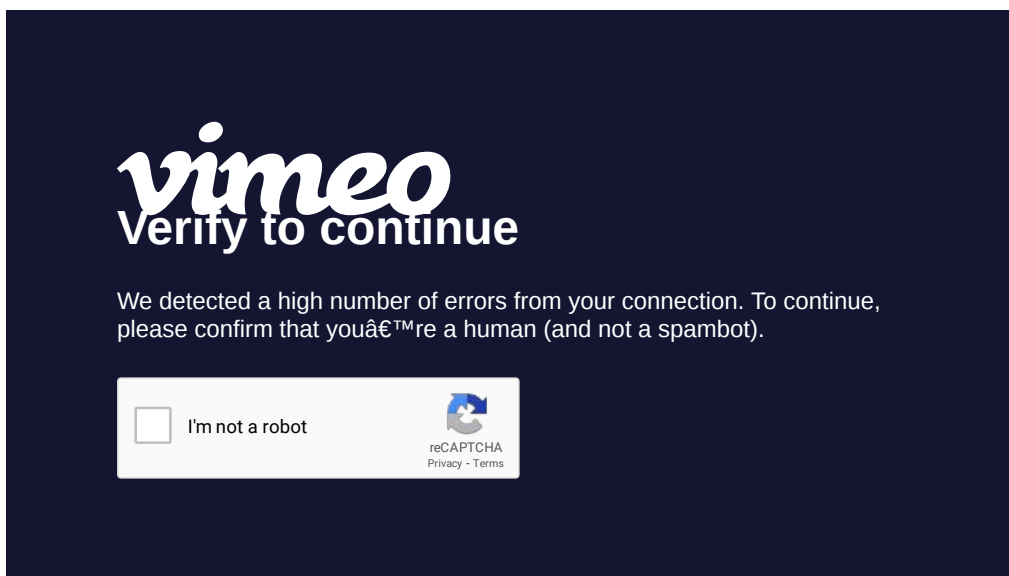 vimeo
Verify to continue
We detected a high number of errors from your connection. To continue,
please confirm that youâ€™re a human (and not a spambot).
I'm not a robot
reCAPTCHA
Privacy - Terms